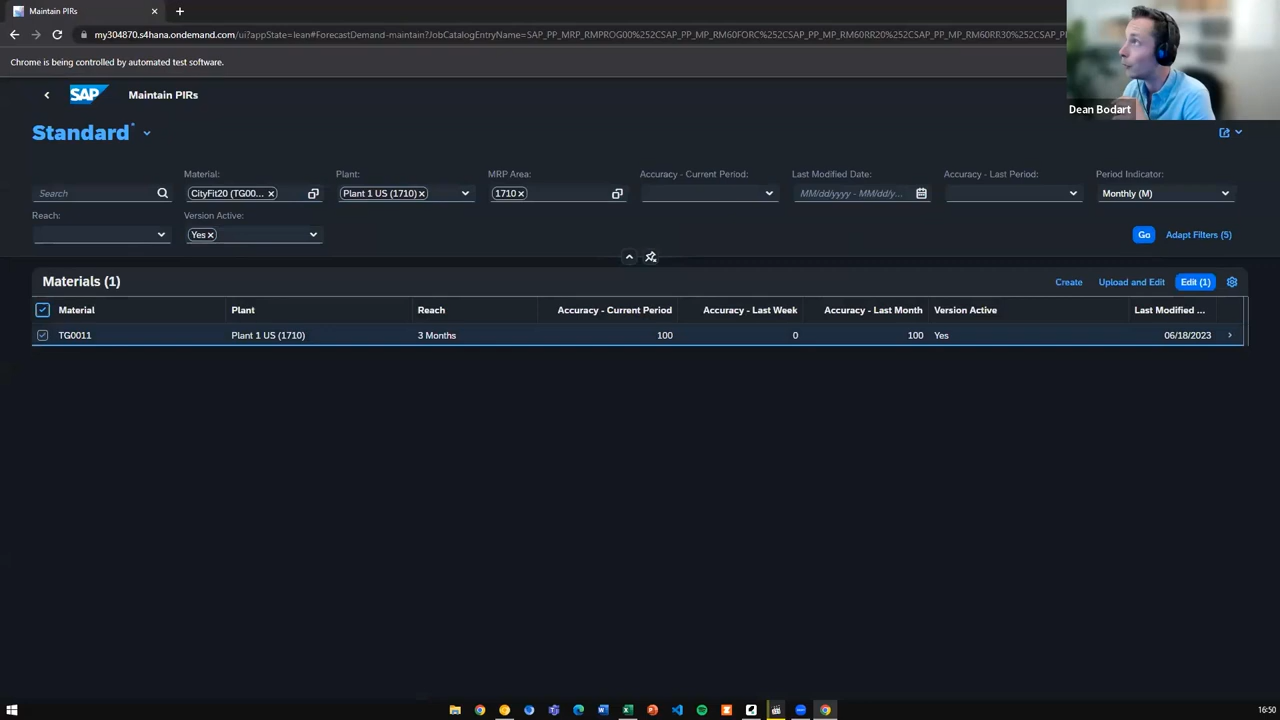 Maintain PIRs
my304870.s4hana.ondemand.com/ui?appState=lean#ForecastDemand-maintain?JobCatalogEntryName=SAP_PP_MRP_RMPROG00%252CSAP_PP_MP_RM60FORC%252CSAP_PP_MP_RM60RR20%252CSAP_PP_MP_RM60RR30%252CSAP_P
Chrome is being controlled by automated test software.
SAP Maintain PIRs
Dean Bodart
Standard*
Material: Plant: MRP Area: Accuracy - Current Period: Last Modified Date: Accuracy - Last Period: Period Indicator:
Search CityFit20 (TG00... Plant 1 US (1710) 1710 MM/dd/yyyy - MM/dd/y... Monthly (M)
Reach: Version Active:
Yes Go Adapt Filters (5)
Materials (1) Create Upload and Edit Edit (1)
Material Plant Reach Accuracy - Current Period Accuracy - Last Week Accuracy - Last Month Version Active Last Modified ...
TG0011 Plant 1 US (1710) 3 Months 100 0 100 Yes 06/18/2023
16:50